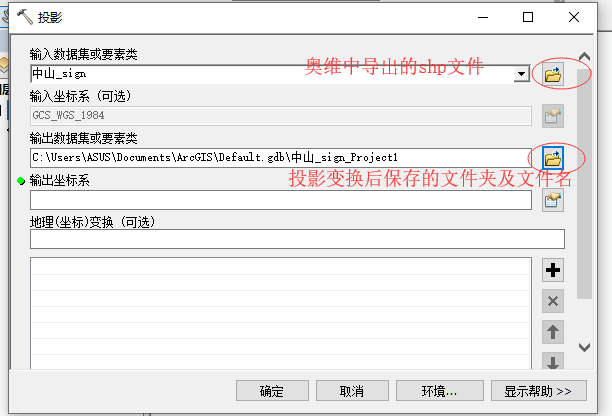 投影
输入数据集或要素类
中山_sign
奥维中导出的shp文件
输入坐标系 (可选)
GCS_WGS_1984
输出数据集或要素类
C:\Users\ASUS\Documents\ArcGIS\Default.gdb\中山_sign_Project1
投影变换后保存的文件夹及文件名
输出坐标系
地理(坐标)变换 (可选)
确定
取消
环境...
显示帮助 >>